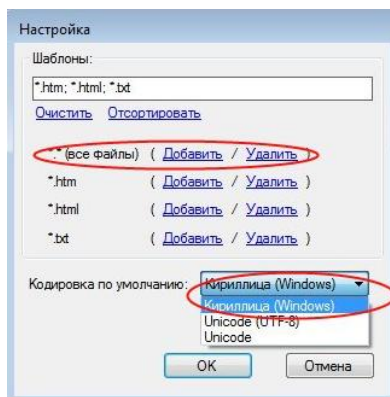 Настройка
Шаблоны:
*.htm; *.html; *.txt
Очистить Отсортировать
*.* (все файлы) ( Добавить / Удалить )
*.htm ( Добавить / Удалить )
*.html ( Добавить / Удалить )
*.txt ( Добавить / Удалить )
Кодировка по умолчанию: Кириллица (Windows)
Кириллица (Windows)
Unicode (UTF-8)
Unicode
OK Отмена